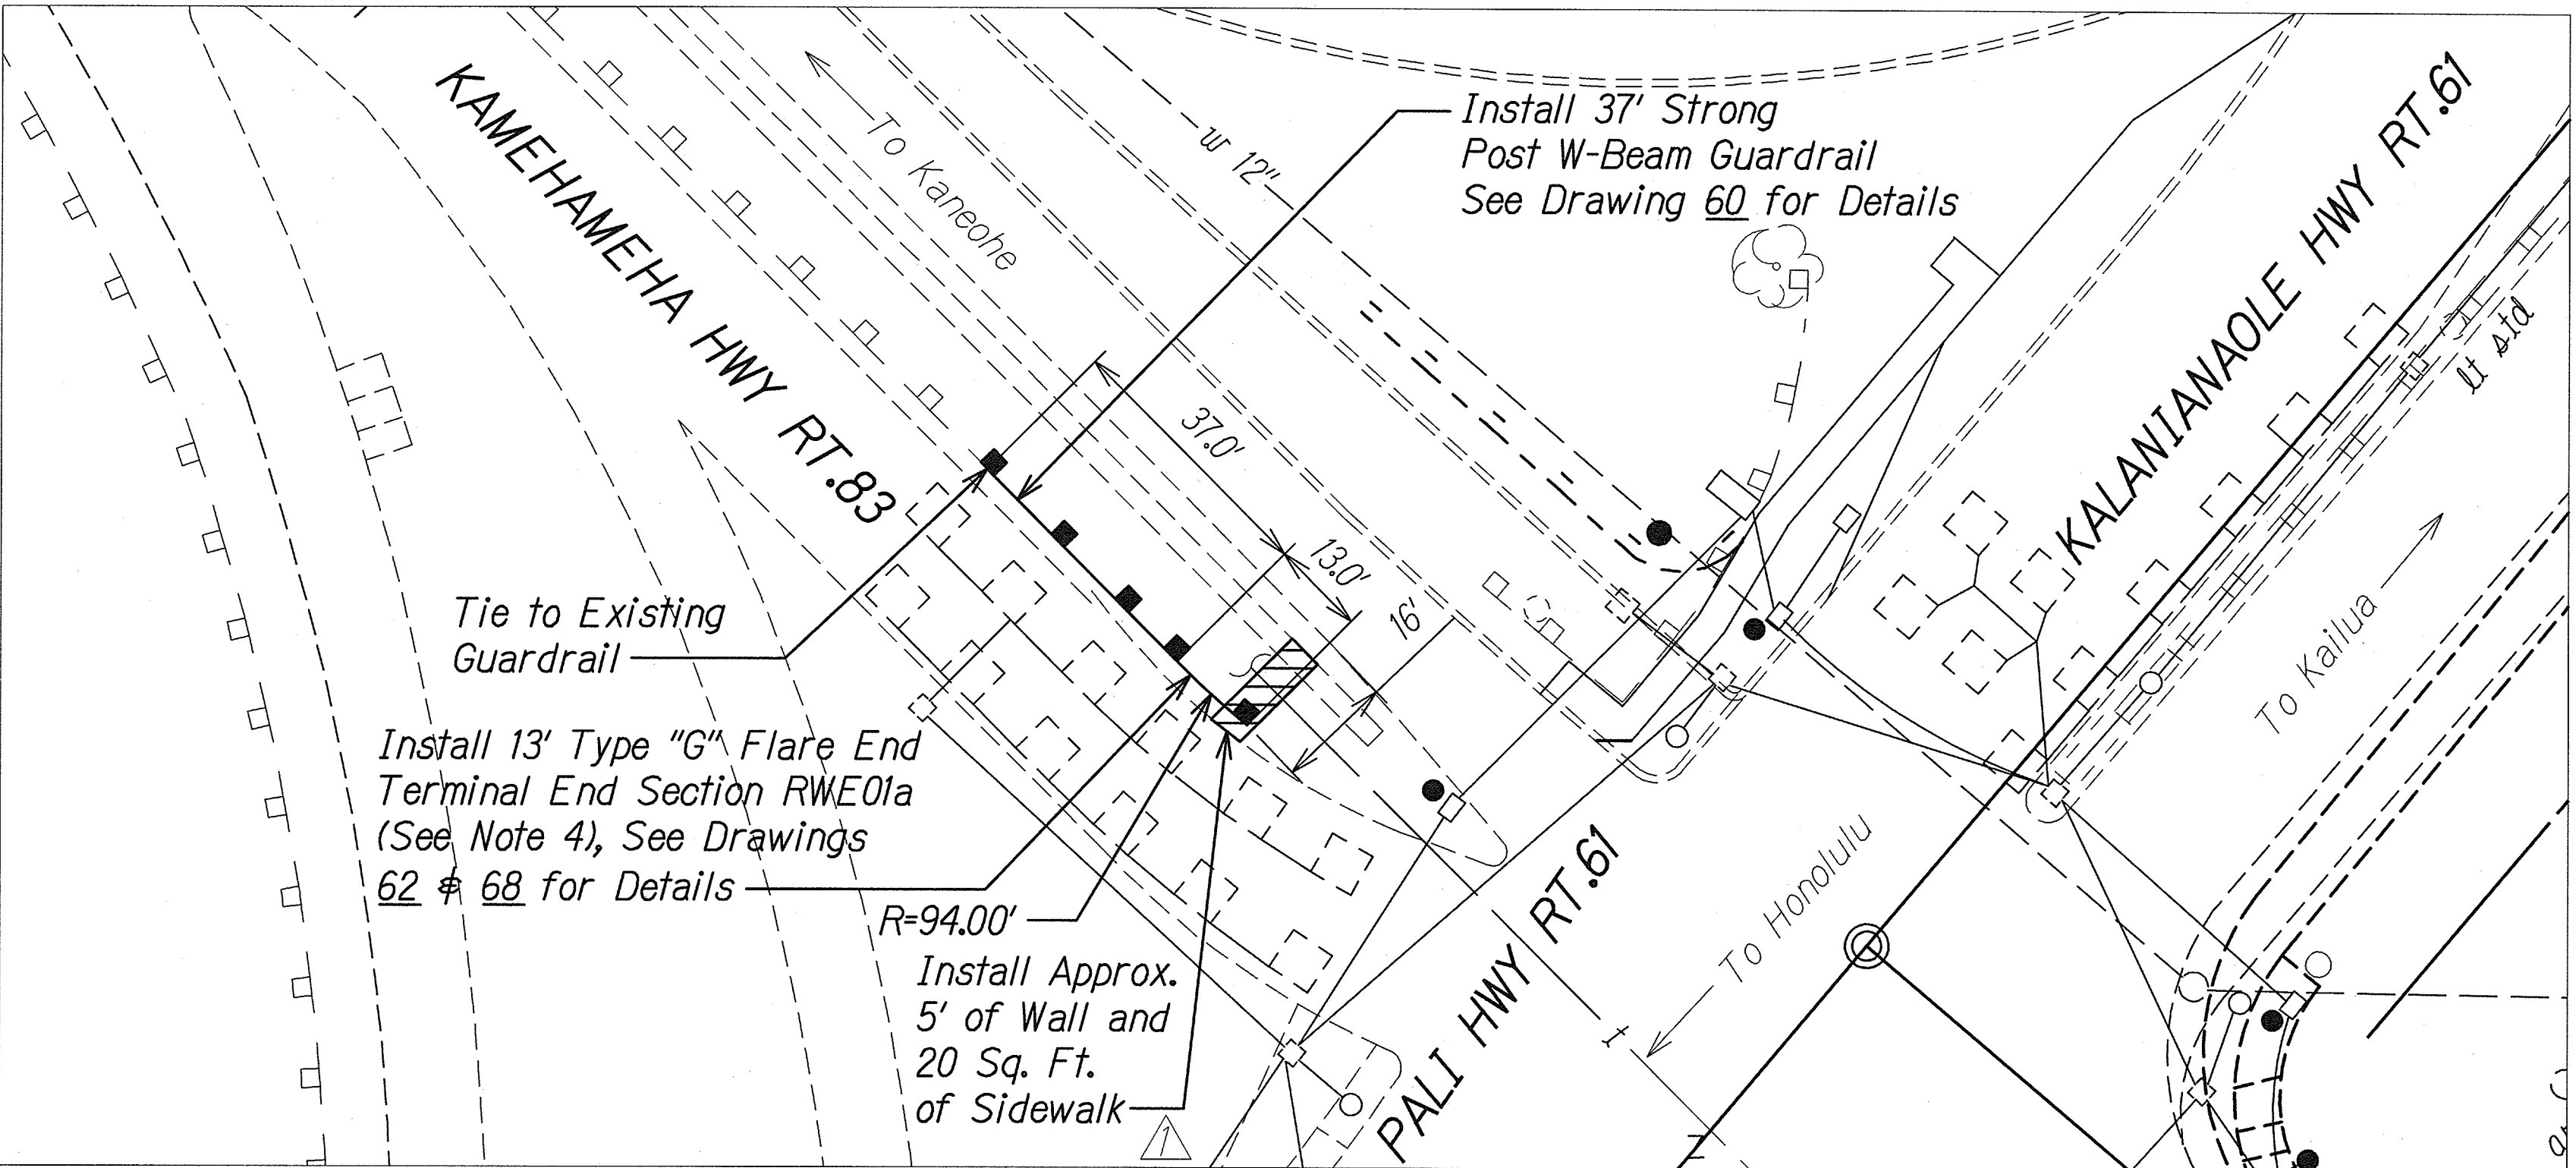 KAMEHAMEHA HWY RT.83
To Kaneohe
w 12"
Install 37' Strong
Post W-Beam Guardrail
See Drawing 60 for Details
KALANIANAOLE HWY RT.61
lt std
To Kailua
37.0'
13.0'
16'
Tie to Existing
Guardrail
Install 13' Type "G" Flare End
Terminal End Section RWE01a
(See Note 4), See Drawings
62 & 68 for Details
R=94.00'
Install Approx.
5' of Wall and
20 Sq. Ft.
of Sidewalk
1
PALI HWY RT.61
To Honolulu
t